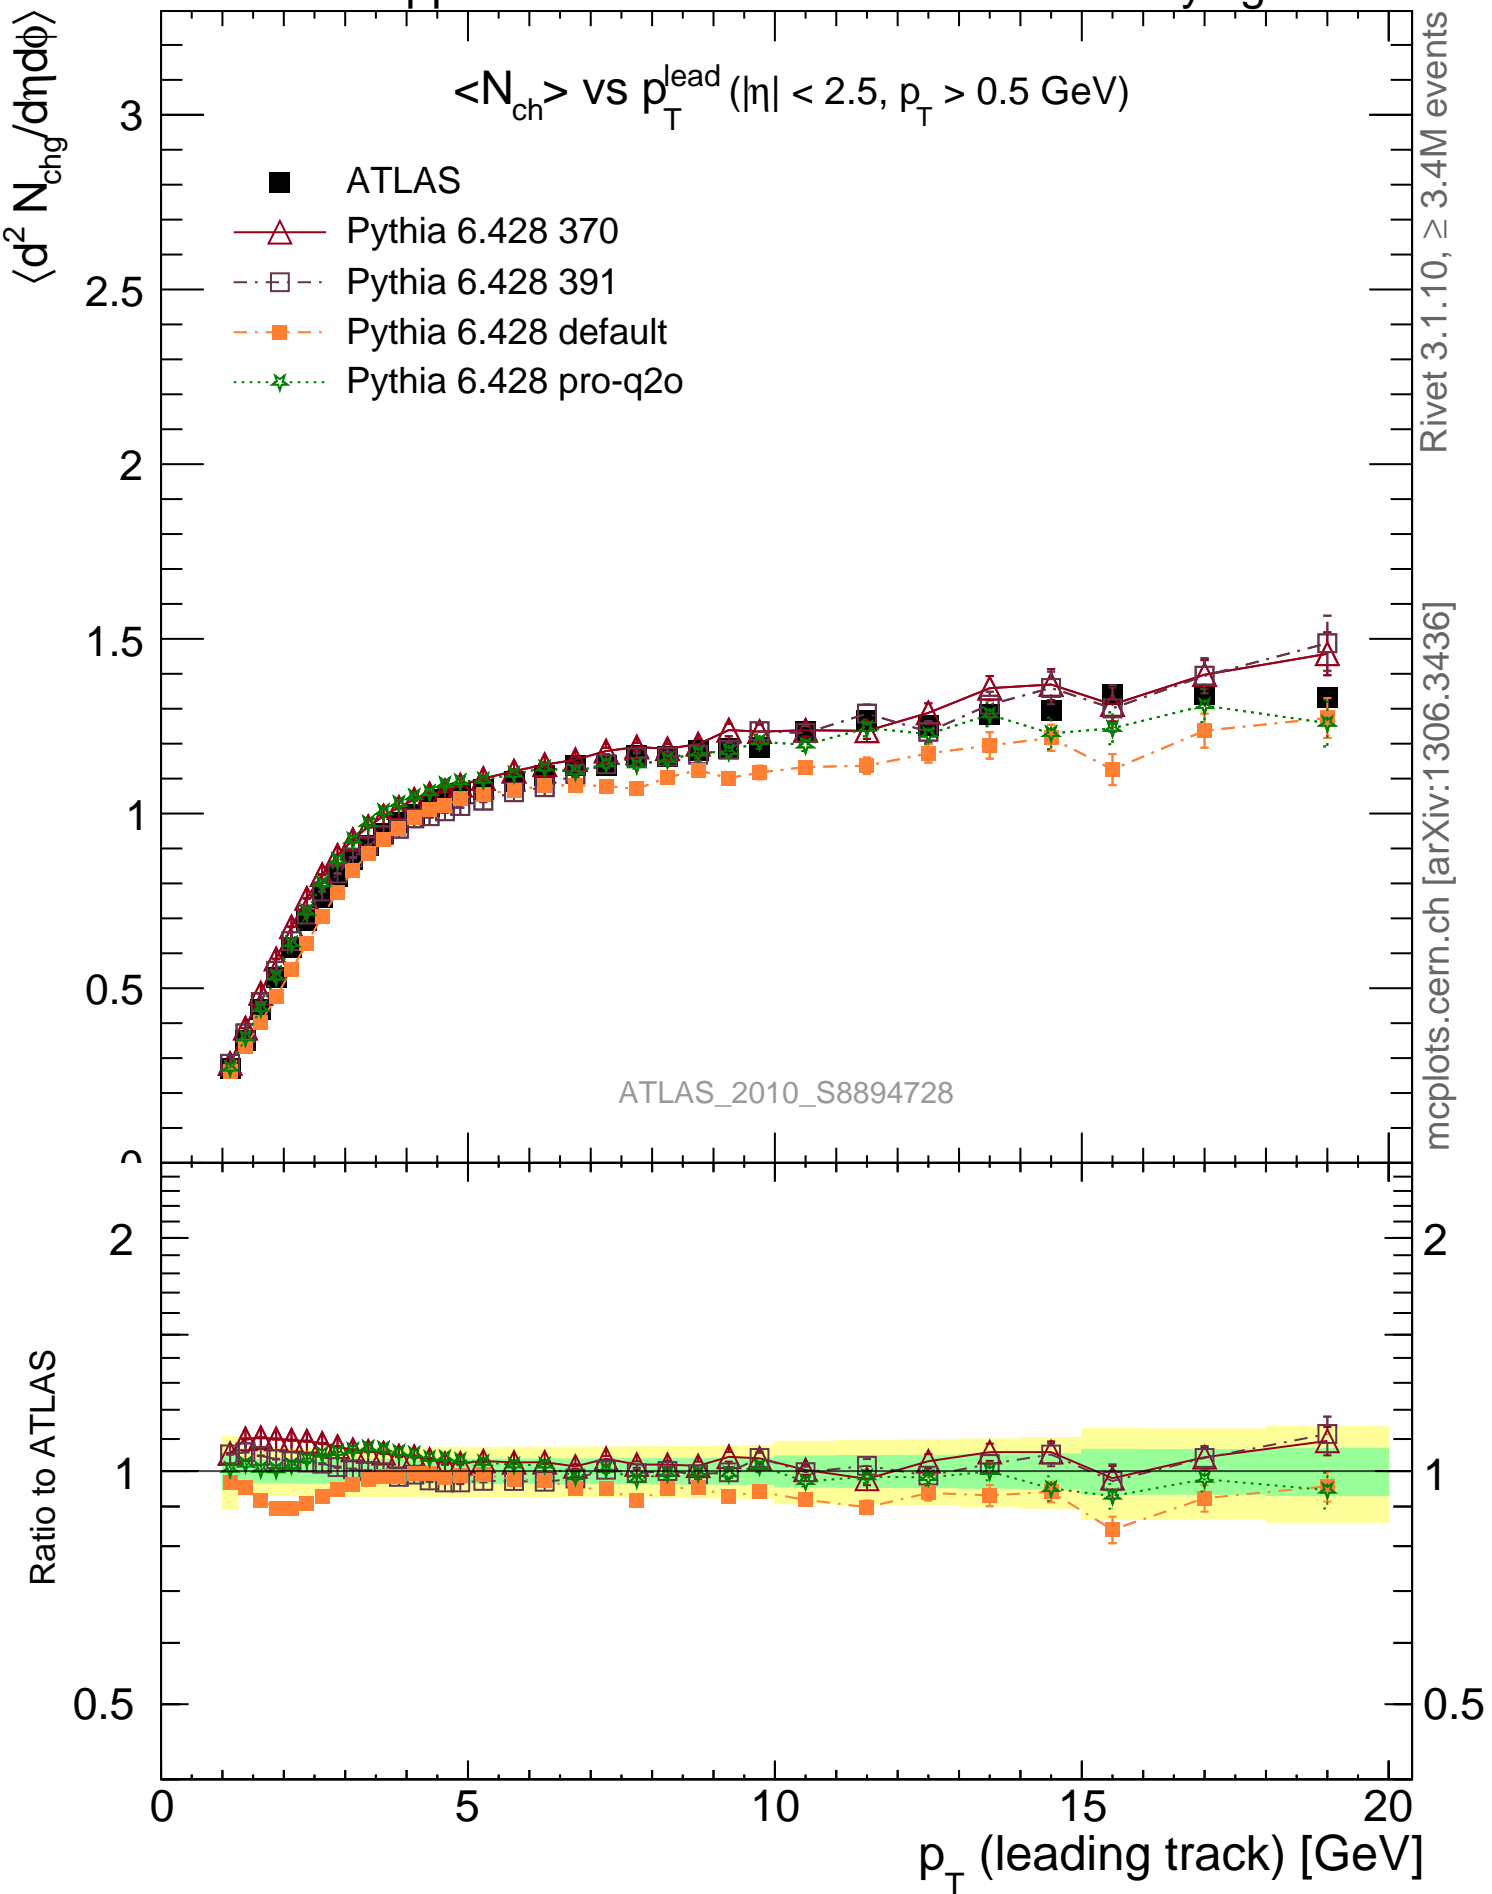 <N_ch> vs p_T^lead (|η| < 2.5, p_T > 0.5 GeV)
⟨d² N_chg/dηdϕ⟩
ATLAS
Pythia 6.428 370
Pythia 6.428 391
Pythia 6.428 default
Pythia 6.428 pro-q2o
3
2.5
2
1.5
1
0.5
0
ATLAS_2010_S8894728
Rivet 3.1.10, ≥ 3.4M events
mcplots.cern.ch [arXiv:1306.3436]
Ratio to ATLAS
2
1
0.5
2
1
0.5
0 5 10 15 20
p_T (leading track) [GeV]